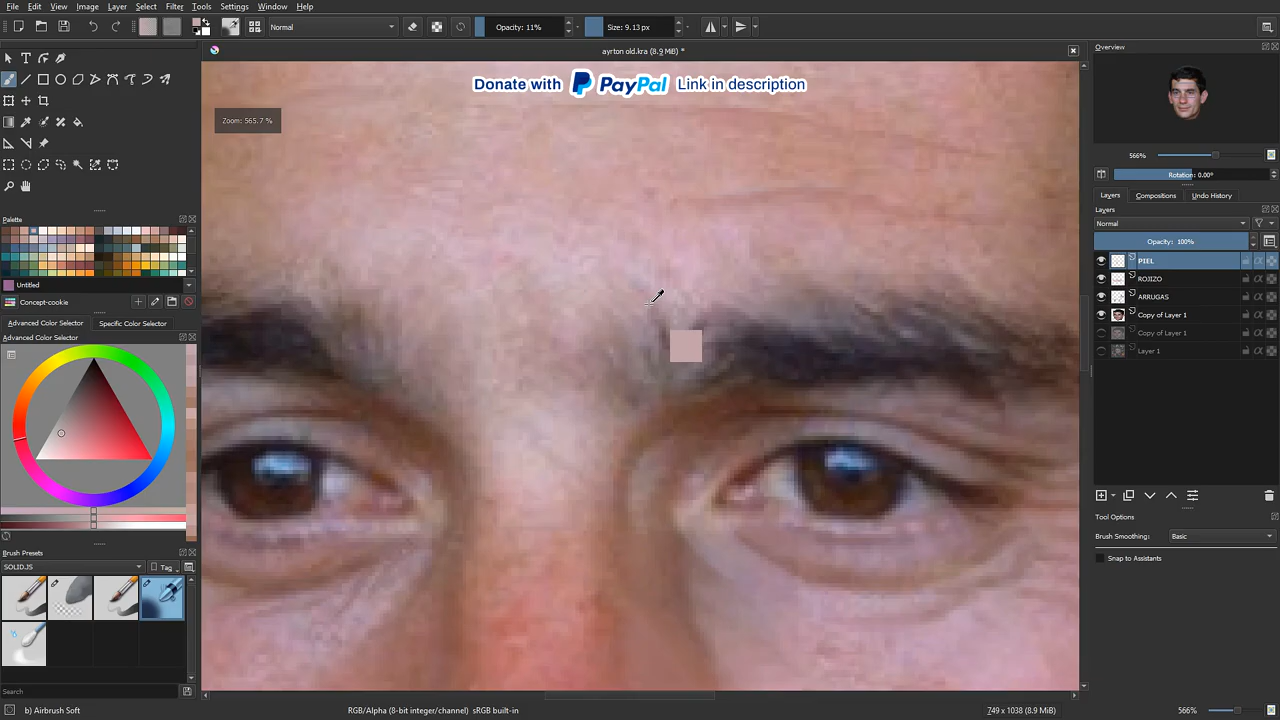 File Edit View Image Layer Select Filter Tools Settings Window Help
Normal
Opacity: 11%
Size: 9.13 px
ayrton old.kra (8.9 MiB) *
Donate with PayPal Link in description
Zoom: 565.7 %
Palette
Untitled
Concept-cookie
Advanced Color Selector Specific Color Selector
Advanced Color Selector
Brush Presets
SOLID.JS
Tag
Search
b) Airbrush Soft
RGB/Alpha (8-bit integer/channel) sRGB built-in
749 x 1038 (8.9 MiB)
566%
Overview
566%
Rotation: 0.00°
Layers Compositions Undo History
Layers
Normal
Opacity: 100%
PIEL
ROJIZO
ARRUGAS
Copy of Layer 1
Copy of Layer 1
Layer 1
Tool Options
Brush Smoothing: Basic
Snap to Assistants